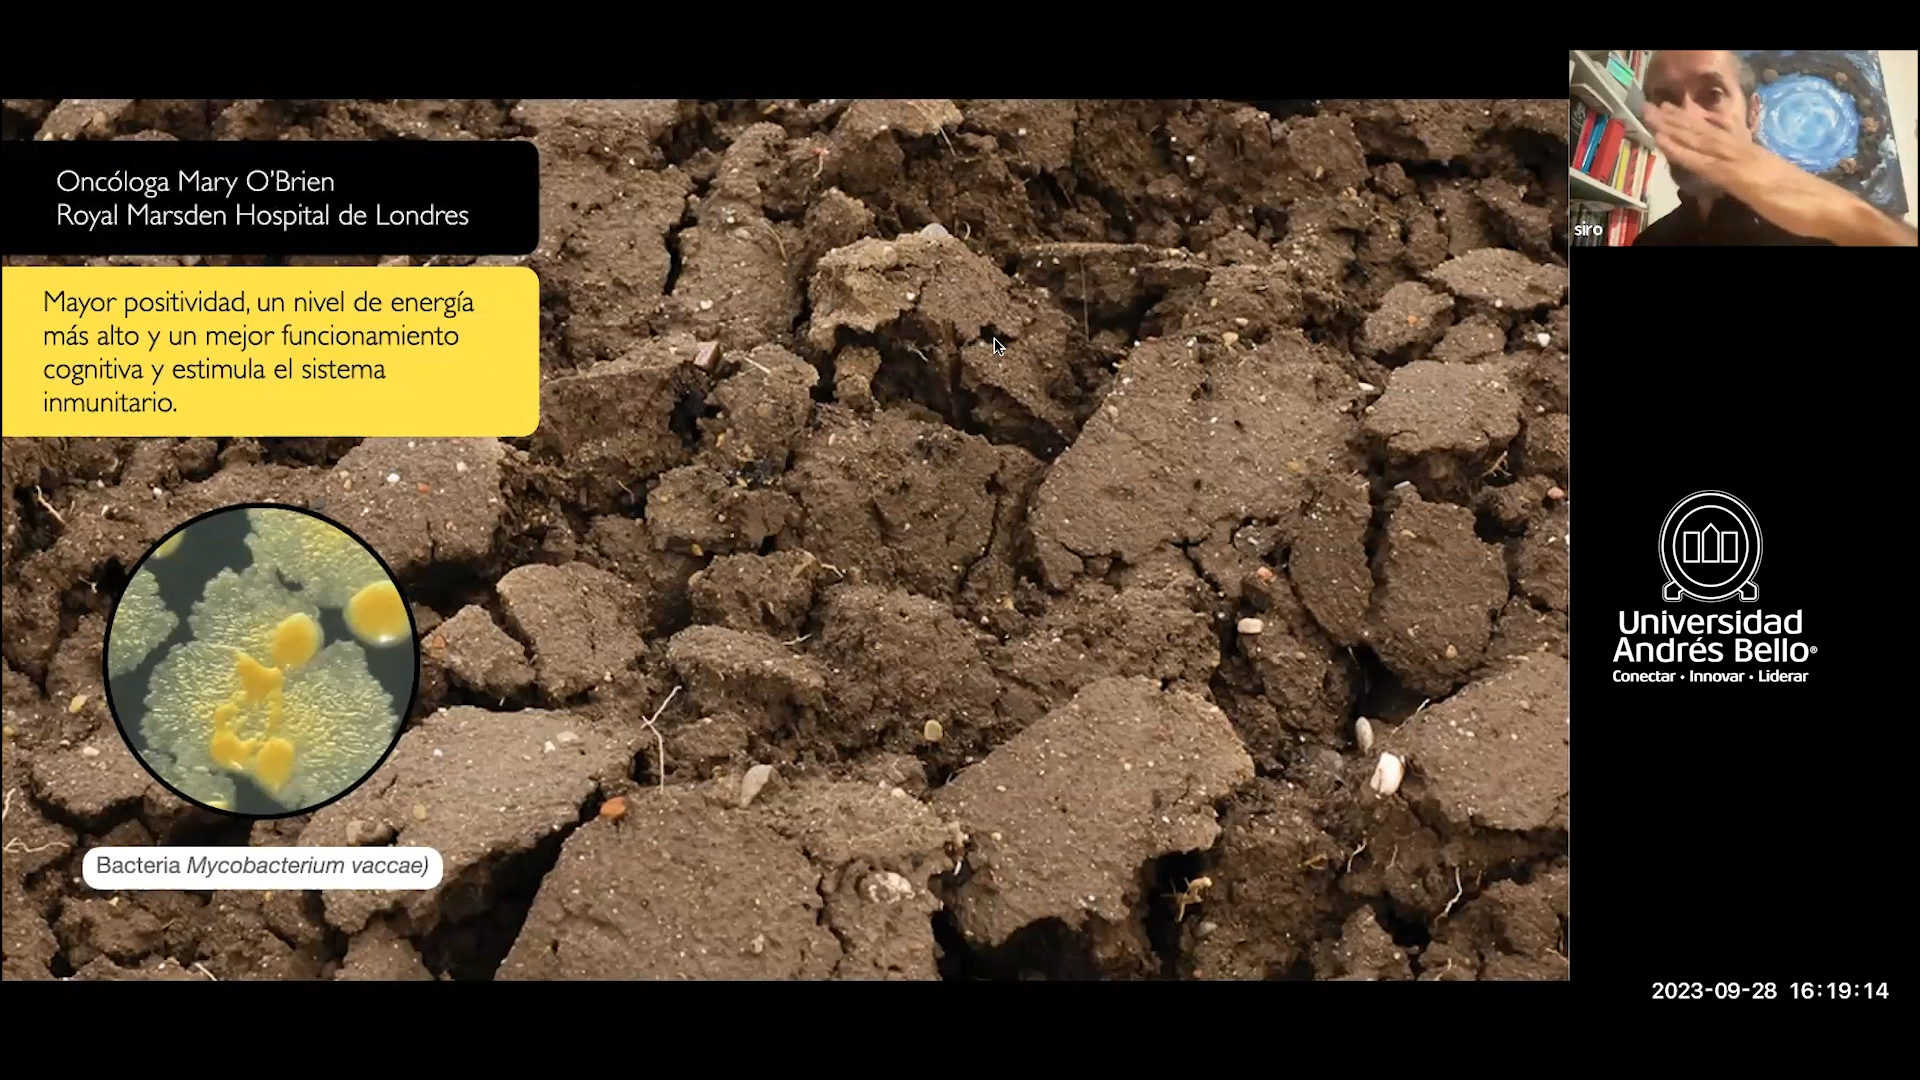 Oncóloga Mary O’Brien
Royal Marsden Hospital de Londres
Mayor positividad, un nivel de energía
más alto y un mejor funcionamiento
cognitiva y estimula el sistema
inmunitario.
Bacteria Mycobacterium vaccae)
siro
Universidad
Andrés Bello®
Conectar • Innovar • Liderar
2023-09-28 16:19:14